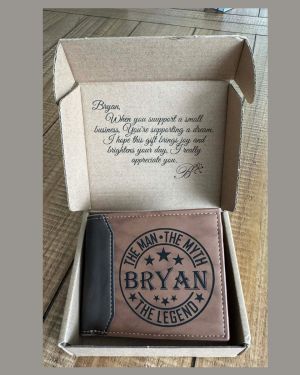 Bryan,
When you suupport a small
business, You're supporting a dream.
I hope this gift brings joy and
brightens your day. I really
appreciate you.
THE MAN • THE MYTH
BRYAN
THE LEGEND